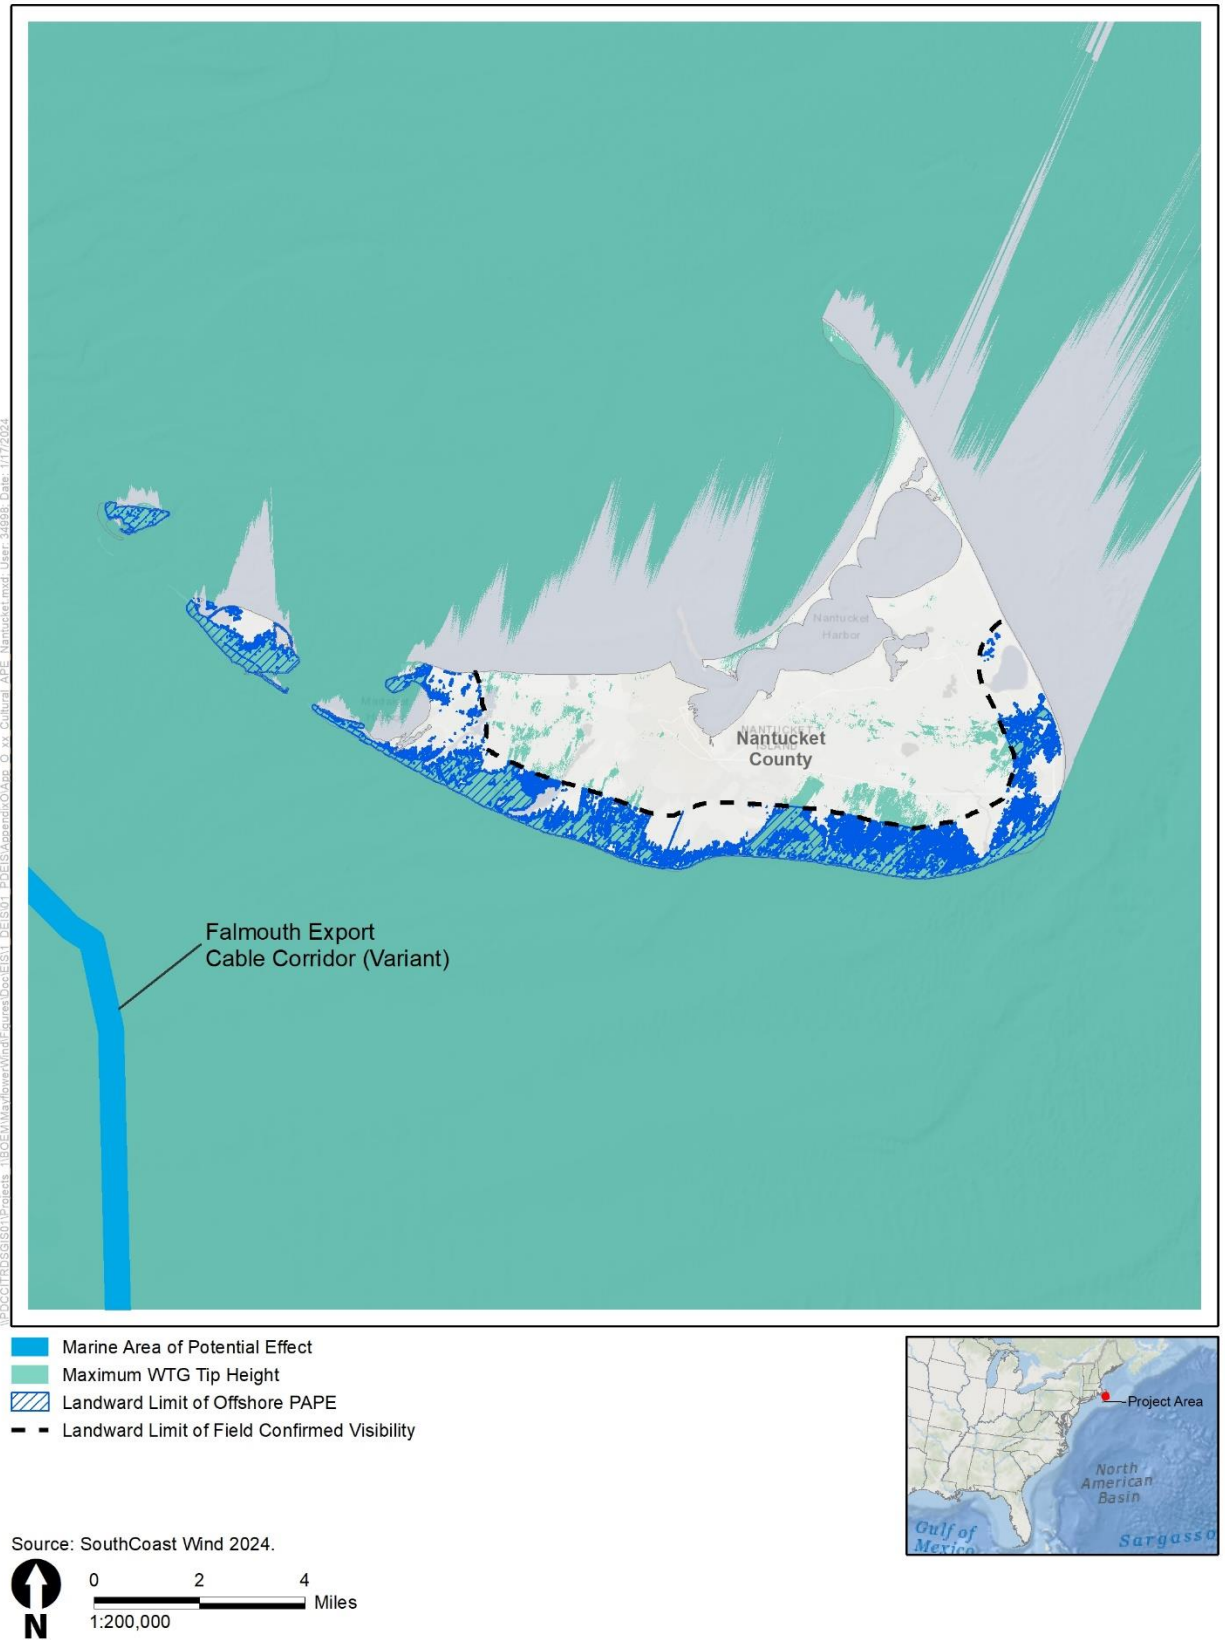 Nantucket
Harbor
NANTUCKET
ISLAND
Nantucket
County
Falmouth Export
Cable Corridor (Variant)
Marine Area of Potential Effect
Maximum WTG Tip Height
Landward Limit of Offshore PAPE
Landward Limit of Field Confirmed Visibility
Project Area
North
American
Basin
Gulf of
Mexico
Sargasso
Source: SouthCoast Wind 2024.
N
0 2 4
Miles
1:200,000